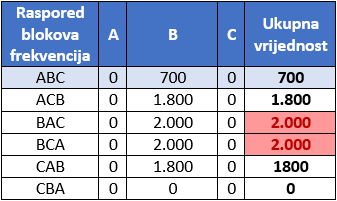 Raspored blokova frekvencija A B C Ukupna vrijednost
ABC 0 700 0 700
ACB 0 1.800 0 1.800
BAC 0 2.000 0 2.000
BCA 0 2.000 0 2.000
CAB 0 1.800 0 1800
CBA 0 0 0 0